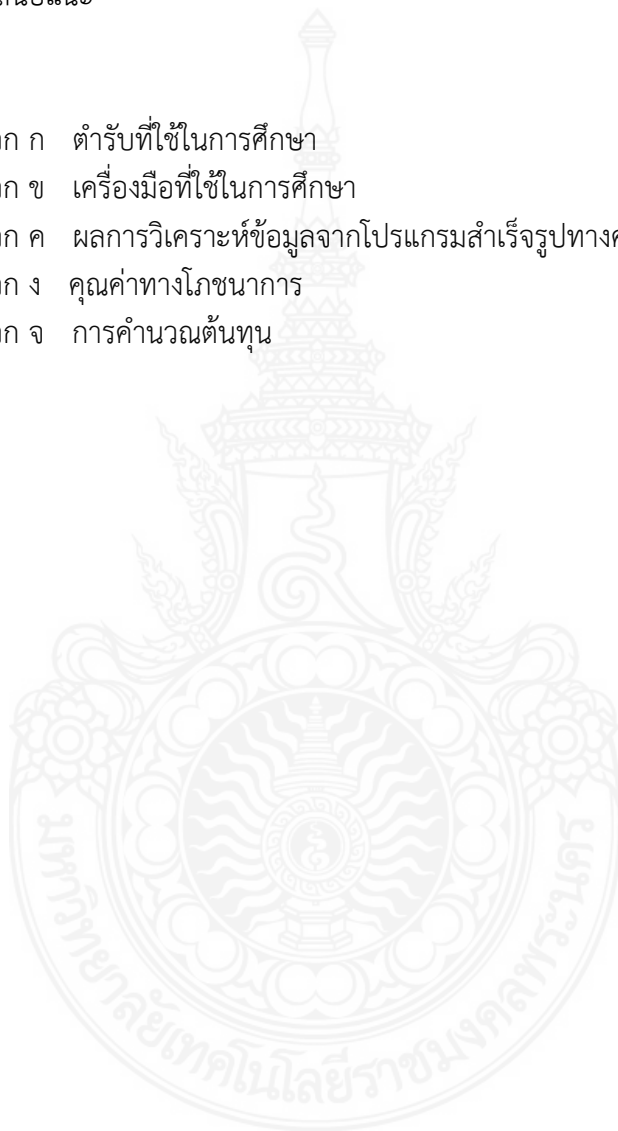 ก ก ตำรับที่ใช้ในการศึกษา
ก ข เครื่องมือที่ใช้ในการศึกษา
ก ค ผลการวิเคราะห์ข้อมูลจากโปรแกรมสำเร็จรูปทาง
ก ง คุณค่าทางโภชนาการ
ก จ การคำนวณต้นทุน
มหาวิทยาลัยเทคโนโลยีราชมงคลพระนคร